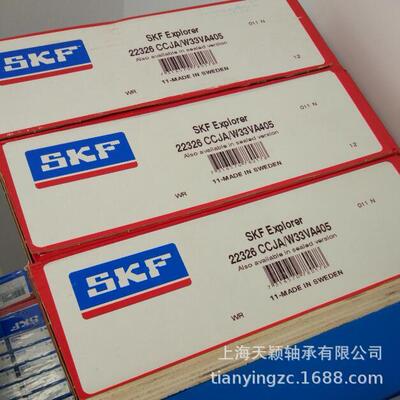 SKF
SKF Explorer
22326 CCJA/W33VA405
Also available in sealed version
011 N
WR
11-MADE IN SWEDEN
12
SKF
SKF Explorer
22326 CCJA/W33VA405
Also available in sealed version
011 N
WR
11-MADE IN SWEDEN
12
SKF
SKF Explorer
22326 CCJA/W33VA405
Also available in sealed version
011 N
WR
11-MADE IN SWEDEN
上海天颖轴承有限公司
tianyingzc.1688.com